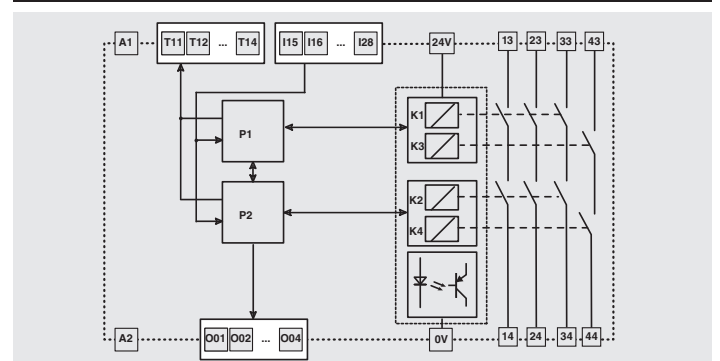 A1 T11 T12 ... T14 I15 I16 ... I28 24V 13 23 33 43
P1
K1
K3
P2
K2
K4
A2 O01 O02 ... O04 0V 14 24 34 44